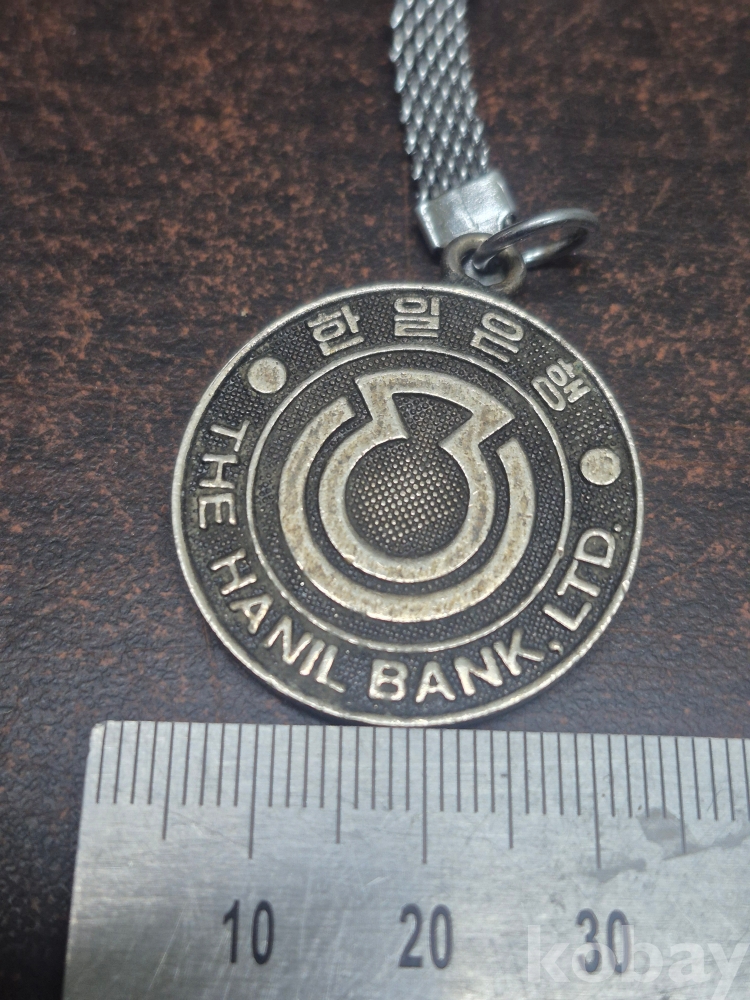 한일은행
THE HANIL BANK, LTD.
10 20 30
kobay